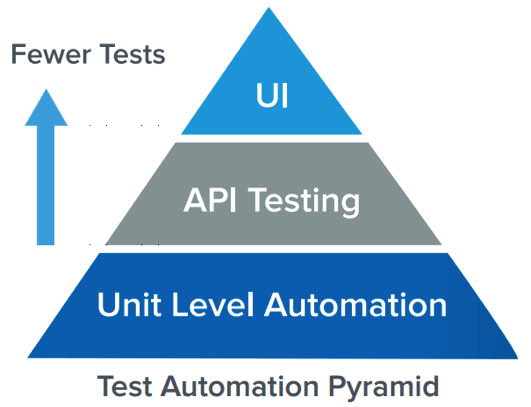 Fewer Tests
UI
API Testing
Unit Level Automation
Test Automation Pyramid